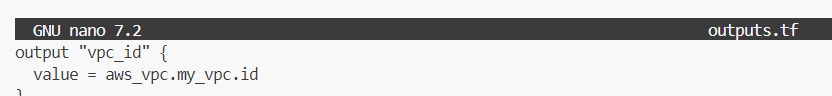 GNU nano 7.2 outputs.tf
output "vpc_id" {
  value = aws_vpc.my_vpc.id
}